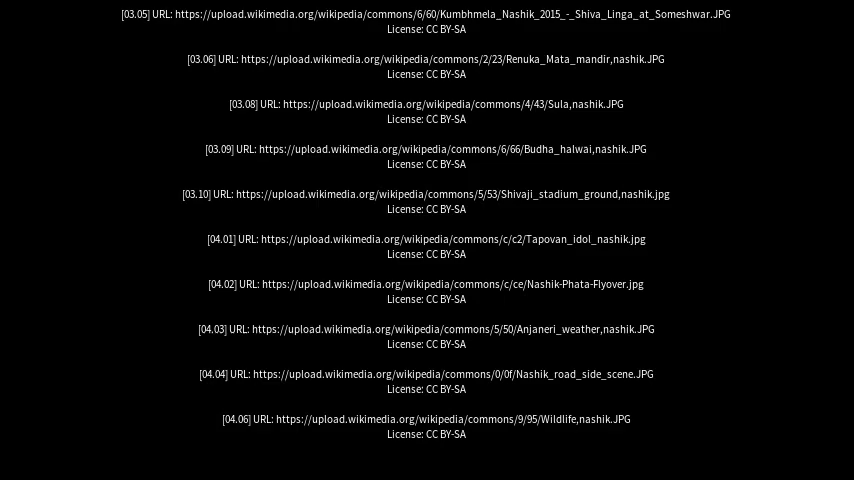 [03.05] URL: https://upload.wikimedia.org/wikipedia/commons/6/60/Kumbhmela_Nashik_2015_-_Shiva_Linga_at_Someshwar.JPG
License: CC BY-SA
[03.06] URL: https://upload.wikimedia.org/wikipedia/commons/2/23/Renuka_Mata_mandir,nashik.JPG
License: CC BY-SA
[03.08] URL: https://upload.wikimedia.org/wikipedia/commons/4/43/Sula,nashik.JPG
License: CC BY-SA
[03.09] URL: https://upload.wikimedia.org/wikipedia/commons/6/66/Budha_halwai,nashik.JPG
License: CC BY-SA
[03.10] URL: https://upload.wikimedia.org/wikipedia/commons/5/53/Shivaji_stadium_ground,nashik.jpg
License: CC BY-SA
[04.01] URL: https://upload.wikimedia.org/wikipedia/commons/c/c2/Tapovan_idol_nashik.jpg
License: CC BY-SA
[04.02] URL: https://upload.wikimedia.org/wikipedia/commons/c/ce/Nashik-Phata-Flyover.jpg
License: CC BY-SA
[04.03] URL: https://upload.wikimedia.org/wikipedia/commons/5/50/Anjaneri_weather,nashik.JPG
License: CC BY-SA
[04.04] URL: https://upload.wikimedia.org/wikipedia/commons/0/0f/Nashik_road_side_scene.JPG
License: CC BY-SA
[04.06] URL: https://upload.wikimedia.org/wikipedia/commons/9/95/Wildlife,nashik.JPG
License: CC BY-SA